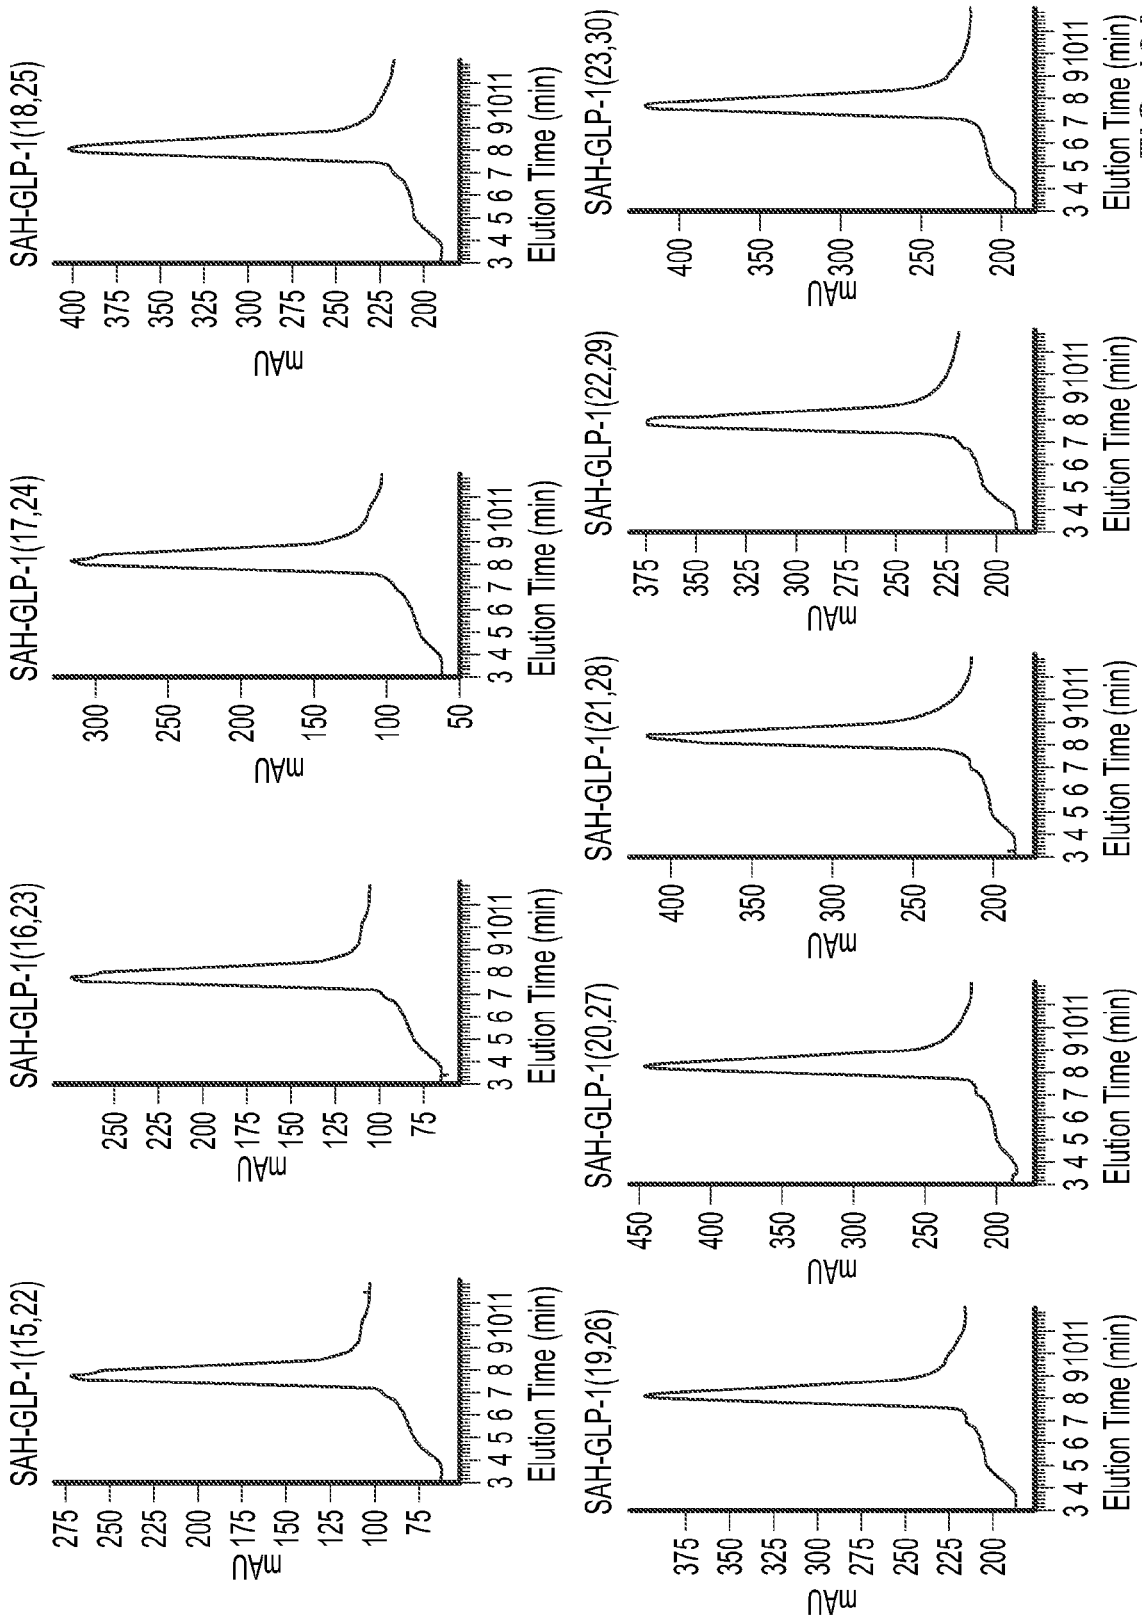 SAH-GLP-1(15,22)
mAU
275
250
225
200
175
150
125
100
75
3 4 5 6 7 8 9 10 11
Elution Time (min)
SAH-GLP-1(16,23)
mAU
250
225
200
175
150
125
100
75
3 4 5 6 7 8 9 10 11
Elution Time (min)
SAH-GLP-1(17,24)
mAU
300
250
200
150
100
50
3 4 5 6 7 8 9 10 11
Elution Time (min)
SAH-GLP-1(18,25)
mAU
400
375
350
325
300
275
250
225
200
3 4 5 6 7 8 9 10 11
Elution Time (min)
SAH-GLP-1(19,26)
mAU
375
350
325
300
275
250
225
200
3 4 5 6 7 8 9 10 11
Elution Time (min)
SAH-GLP-1(20,27)
mAU
450
400
350
300
250
200
3 4 5 6 7 8 9 10 11
Elution Time (min)
SAH-GLP-1(21,28)
mAU
400
350
300
250
200
3 4 5 6 7 8 9 10 11
Elution Time (min)
SAH-GLP-1(22,29)
mAU
375
350
325
300
275
250
225
200
3 4 5 6 7 8 9 10 11
Elution Time (min)
SAH-GLP-1(23,30)
mAU
400
350
300
250
200
3 4 5 6 7 8 9 10 11
Elution Time (min)